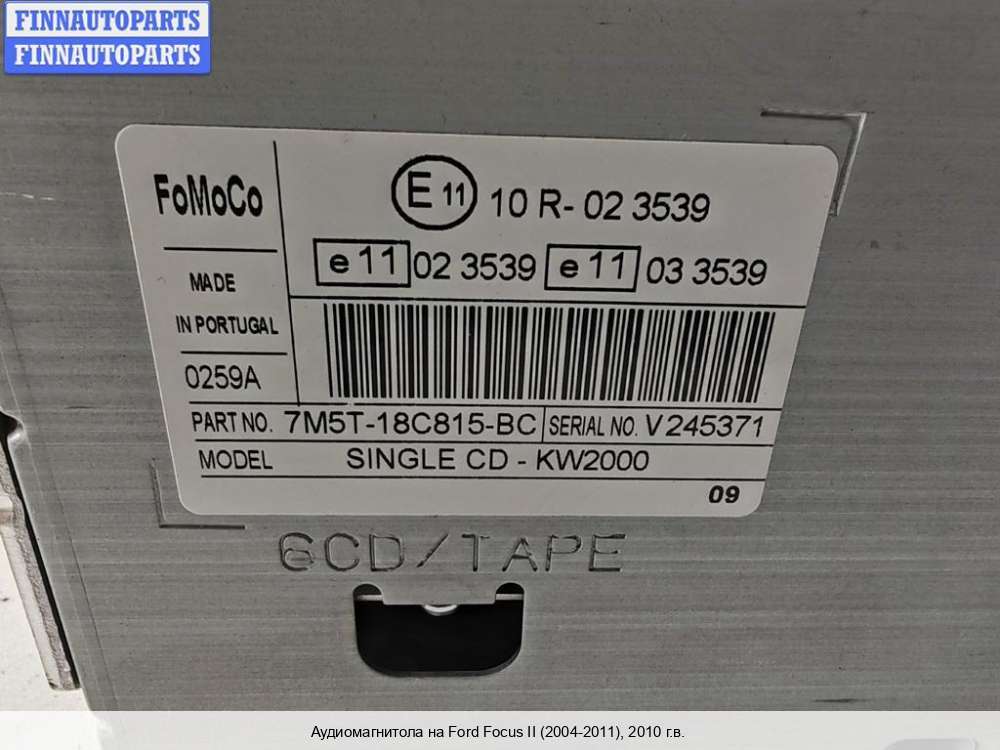 FINNAUTOPARTS
FINNAUTOPARTS
FoMoCo
E 11 10 R- 02 3539
e 11 02 3539 e 11 03 3539
MADE
IN PORTUGAL
0259A
PART NO. 7M5T-18C815-BC SERIAL NO. V245371
MODEL SINGLE CD - KW2000
09
6CD/TAPE
Аудиомагнитола на Ford Focus II (2004-2011), 2010 г.в.